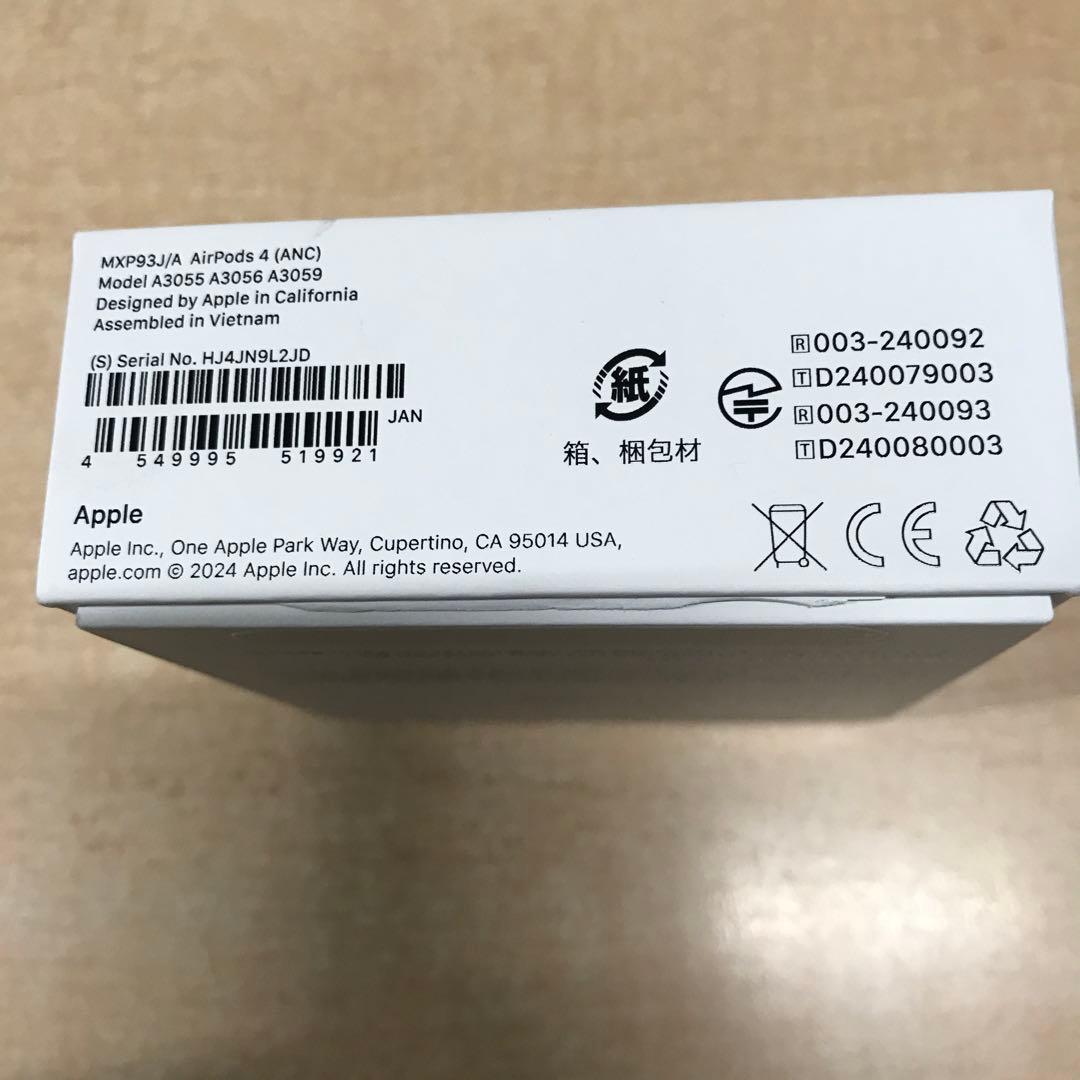 MXP93J/A AirPods 4 (ANC)
Model A3055 A3056 A3059
Designed by Apple in California
Assembled in Vietnam
(S) Serial No. HJ4JN9L2JD
JAN
4 549995 519921
紙
箱、梱包材
R 003-240092
T D240079003
R 003-240093
T D240080003
Apple
Apple Inc., One Apple Park Way, Cupertino, CA 95014 USA,
apple.com © 2024 Apple Inc. All rights reserved.
CE